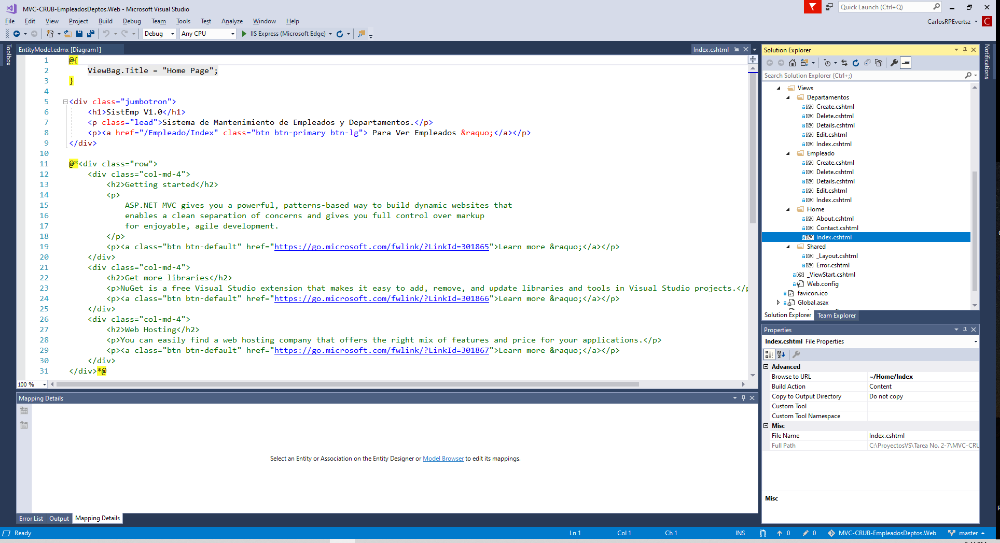 MVC-CRUB-EmpleadosDeptos.Web - Microsoft Visual Studio
Quick Launch (Ctrl+Q)
File Edit View Project Build Debug Team Tools Test Analyze Window Help
CarlosRPEvertsz C
Debug Any CPU IIS Express (Microsoft Edge)
Toolbox
EntityModel.edmx [Diagram1]
Index.cshtml
1 @{
2 ViewBag.Title = "Home Page";
3 }
4
5 <div class="jumbotron">
6 <h1>SistEmp V1.0</h1>
7 <p class="lead">Sistema de Mantenimiento de Empleados y Departamentos.</p>
8 <p><a href="/Empleado/Index" class="btn btn-primary btn-lg"> Para Ver Empleados &raquo;</a></p>
9 </div>
10
11 @*<div class="row">
12 <div class="col-md-4">
13 <h2>Getting started</h2>
14 <p>
15 ASP.NET MVC gives you a powerful, patterns-based way to build dynamic websites that
16 enables a clean separation of concerns and gives you full control over markup
17 for enjoyable, agile development.
18 </p>
19 <p><a class="btn btn-default" href="https://go.microsoft.com/fwlink/?LinkId=301865">Learn more &raquo;</a></p>
20 </div>
21 <div class="col-md-4">
22 <h2>Get more libraries</h2>
23 <p>NuGet is a free Visual Studio extension that makes it easy to add, remove, and update libraries and tools in Visual Studio projects.</p
24 <p><a class="btn btn-default" href="https://go.microsoft.com/fwlink/?LinkId=301866">Learn more &raquo;</a></p>
25 </div>
26 <div class="col-md-4">
27 <h2>Web Hosting</h2>
28 <p>You can easily find a web hosting company that offers the right mix of features and price for your applications.</p>
29 <p><a class="btn btn-default" href="https://go.microsoft.com/fwlink/?LinkId=301867">Learn more &raquo;</a></p>
30 </div>
31 </div>*@
100 %
Mapping Details
Select an Entity or Association on the Entity Designer or Model Browser to edit its mappings.
Error List Output Mapping Details
Solution Explorer
Search Solution Explorer (Ctrl+;)
Views
Departamentos
Create.cshtml
Delete.cshtml
Details.cshtml
Edit.cshtml
Index.cshtml
Empleado
Create.cshtml
Delete.cshtml
Details.cshtml
Edit.cshtml
Index.cshtml
Home
About.cshtml
Contact.cshtml
Index.cshtml
Shared
_Layout.cshtml
Error.cshtml
_ViewStart.cshtml
Web.config
favicon.ico
Global.asax
Solution Explorer Team Explorer
Notifications
Properties
Index.cshtml File Properties
Advanced
Browse to URL ~/Home/Index
Build Action Content
Copy to Output Directory Do not copy
Custom Tool
Custom Tool Namespace
Misc
File Name Index.cshtml
Full Path C:\ProyectosVS\Tarea No. 2-7\MVC-CRU
Misc
Ready Ln 1 Col 1 Ch 1 INS 0 0 MVC-CRUB-EmpleadosDeptos.Web master